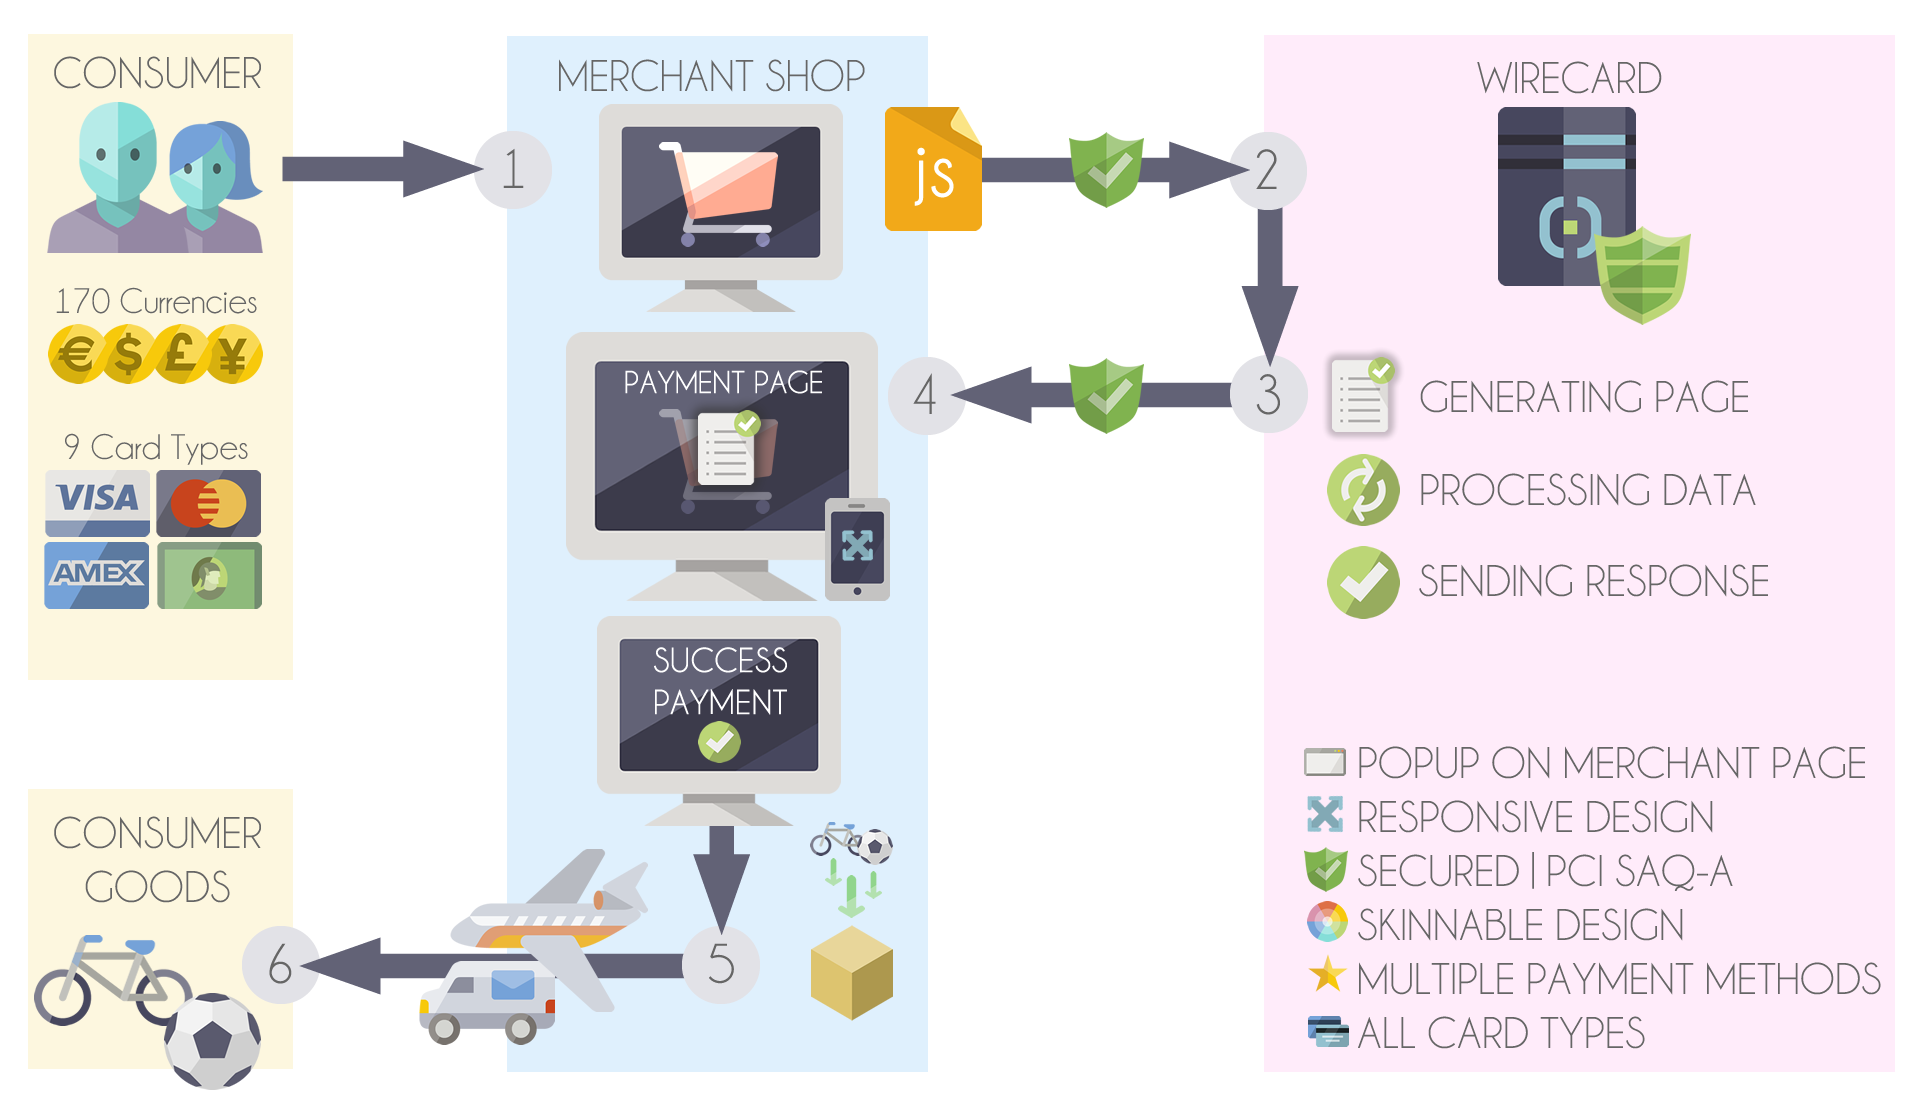 CONSUMER
170 Currencies
€ $ £ ¥
9 Card Types
VISA
AMEX
MERCHANT SHOP
1
js
2
WIRECARD
PAYMENT PAGE
4
3
GENERATING PAGE
PROCESSING DATA
SENDING RESPONSE
SUCCESS
PAYMENT
POPUP ON MERCHANT PAGE
RESPONSIVE DESIGN
SECURED | PCI SAQ-A
SKINNABLE DESIGN
MULTIPLE PAYMENT METHODS
ALL CARD TYPES
5
6
CONSUMER
GOODS